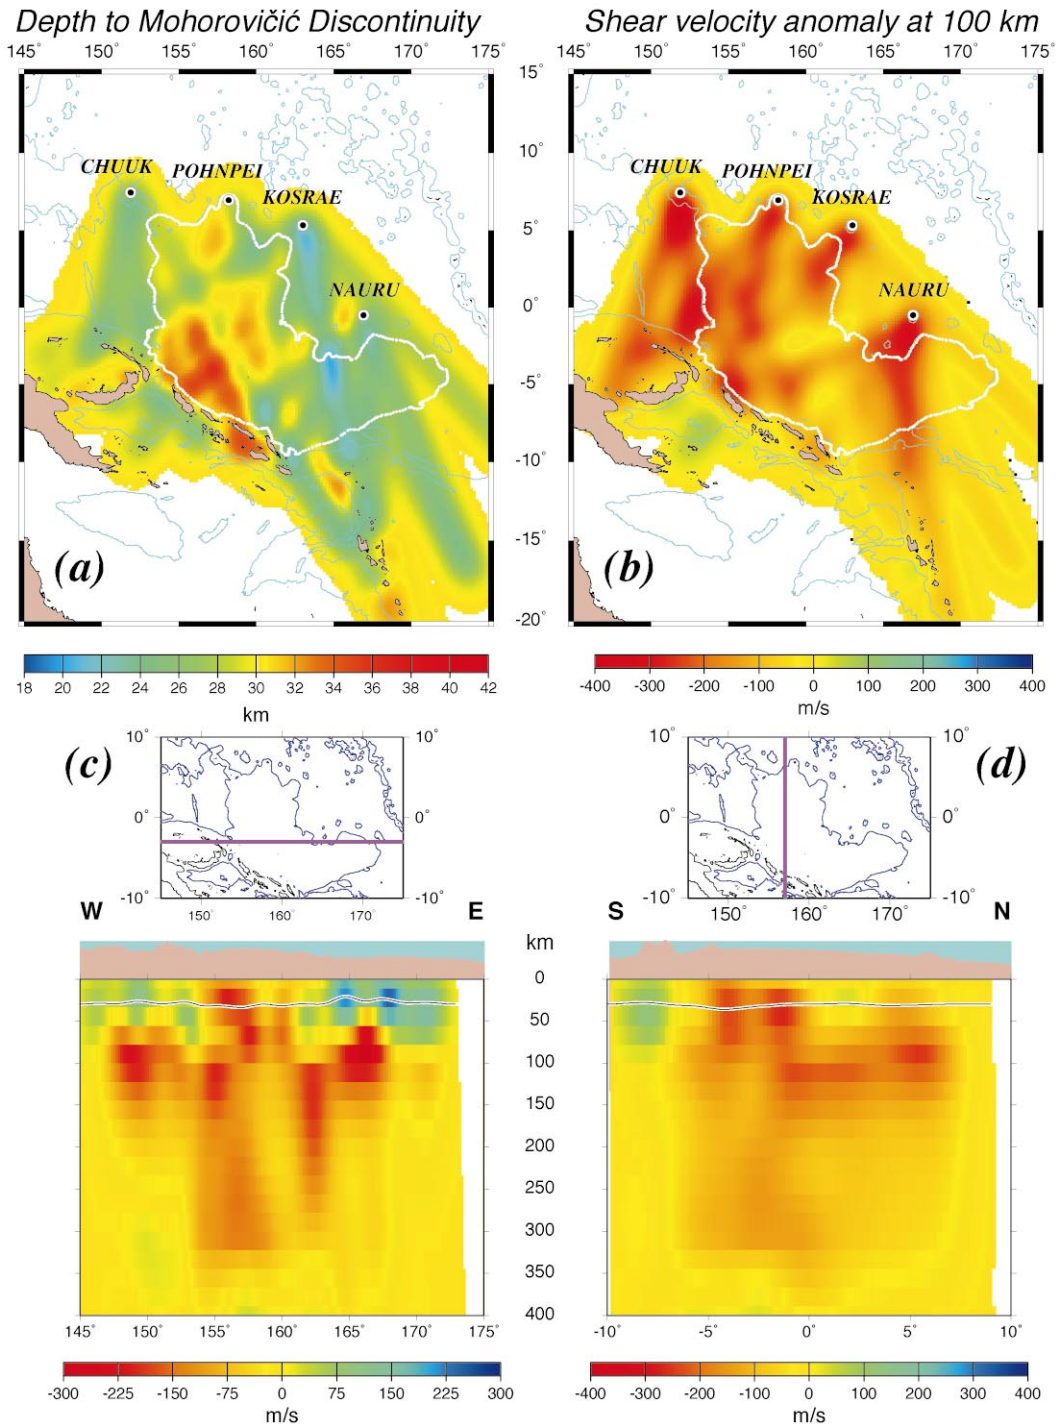 Depth to Mohorovičić Discontinuity
Shear velocity anomaly at 100 km
145° 150° 155° 160° 165° 170° 175°
145° 150° 155° 160° 165° 170° 175°
15°
10°
5°
0°
-5°
-10°
-15°
-20°
CHUUK
POHNPEI
KOSRAE
NAURU
(a)
CHUUK
POHNPEI
KOSRAE
NAURU
(b)
18 20 22 24 26 28 30 32 34 36 38 40 42
km
-400 -300 -200 -100 0 100 200 300 400
m/s
(c)
10° 10°
0° 0°
-10° -10°
150° 160° 170°
W E
(d)
10° 10°
0° 0°
-10° -10°
150° 160° 170°
S N
km
0
50
100
150
200
250
300
350
400
145 150° 155° 160° 165° 170° 175°
-10° -5° 0° 5° 10°
-300 -225 -150 -75 0 75 150 225 300
m/s
-400 -300 -200 -100 0 100 200 300 400
m/s